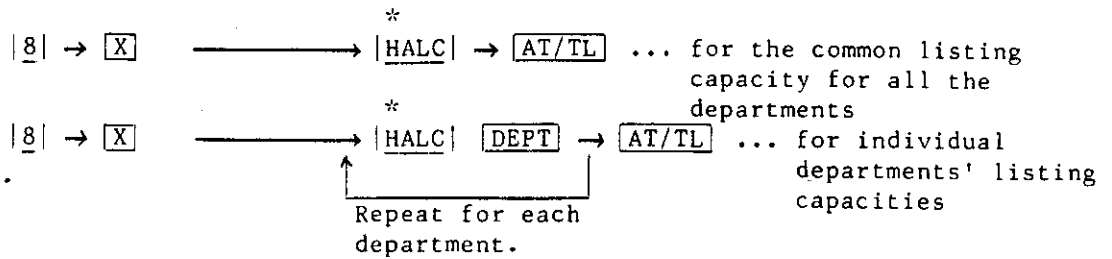 *
|8| → [X] ⟶ |HALC| → [AT/TL] ... for the common listing
capacity for all the
departments
*
|8| → [X] ⟶ |HALC| [DEPT] → [AT/TL] ... for individual
departments' listing
capacities
Repeat for each
department.